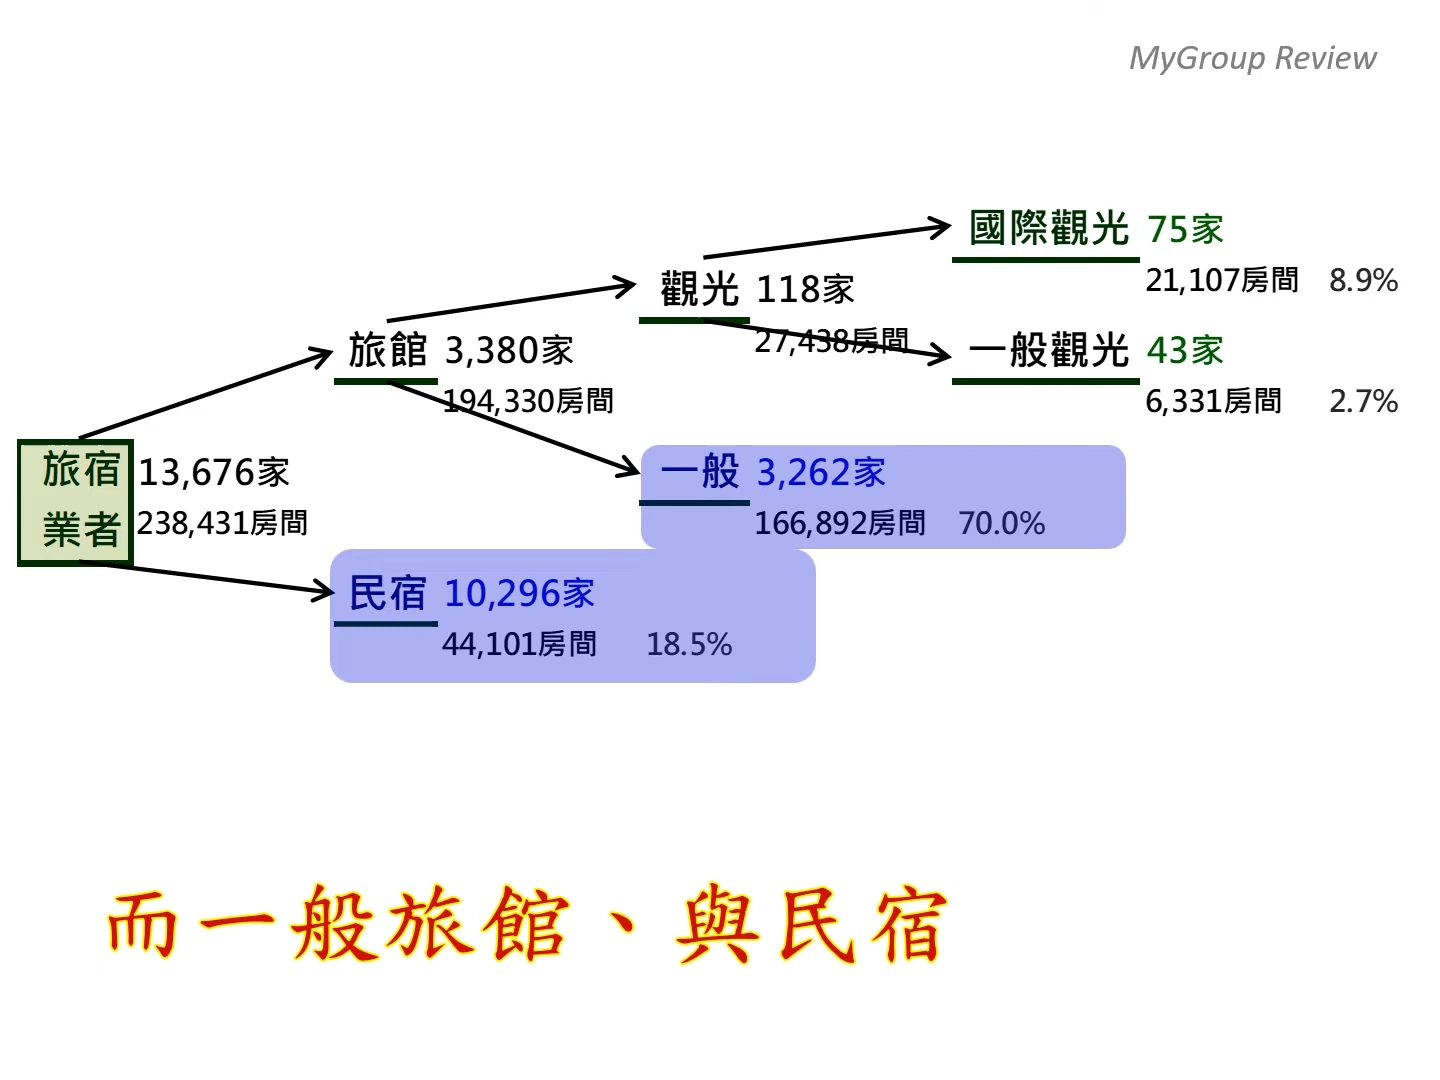 MyGroup Review
國際觀光 75家
21,107房間 8.9%
觀光 118家
27,438房間
一般觀光 43家
6,331房間 2.7%
旅館 3,380家
194,330房間
旅宿
業者
13,676家
238,431房間
一般 3,262家
166,892房間 70.0%
民宿 10,296家
44,101房間 18.5%
而一般旅館、與民宿